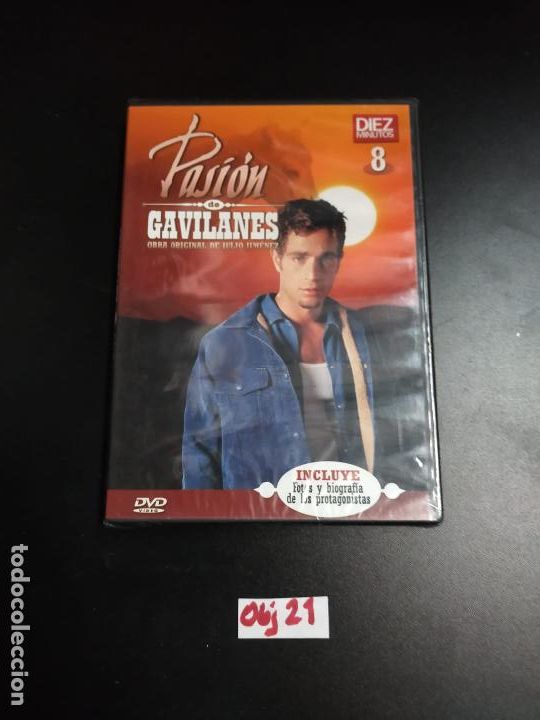 DIEZ
MINUTOS
8
Pasión
de
GAVILANES
OBRA ORIGINAL DE JULIO JIMÉNEZ
INCLUYE
Fotos y biografía
de los protagonistas
DVD
VIDEO
Obj 21
todocoleccion